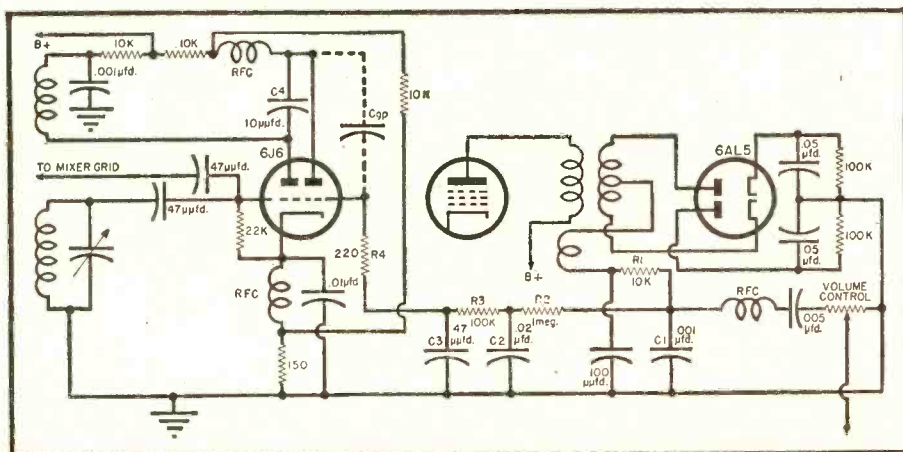 B+
10K
10K
RFC
.001µfd.
C4
10µµfd.
Cgp
10K
6J6
TO MIXER GRID
47µµfd.
47µµfd.
22K
220
R4
RFC
.01µfd
150
B+
6AL5
.05
µfd.
100K
100K
.05
µfd.
R1
10K
R3
100K
R2
1meg.
RFC
VOLUME
CONTROL
.005
µfd.
C3
47
µµfd.
C2
.02
µfd.
100
µµfd.
C1
.001
µfd.